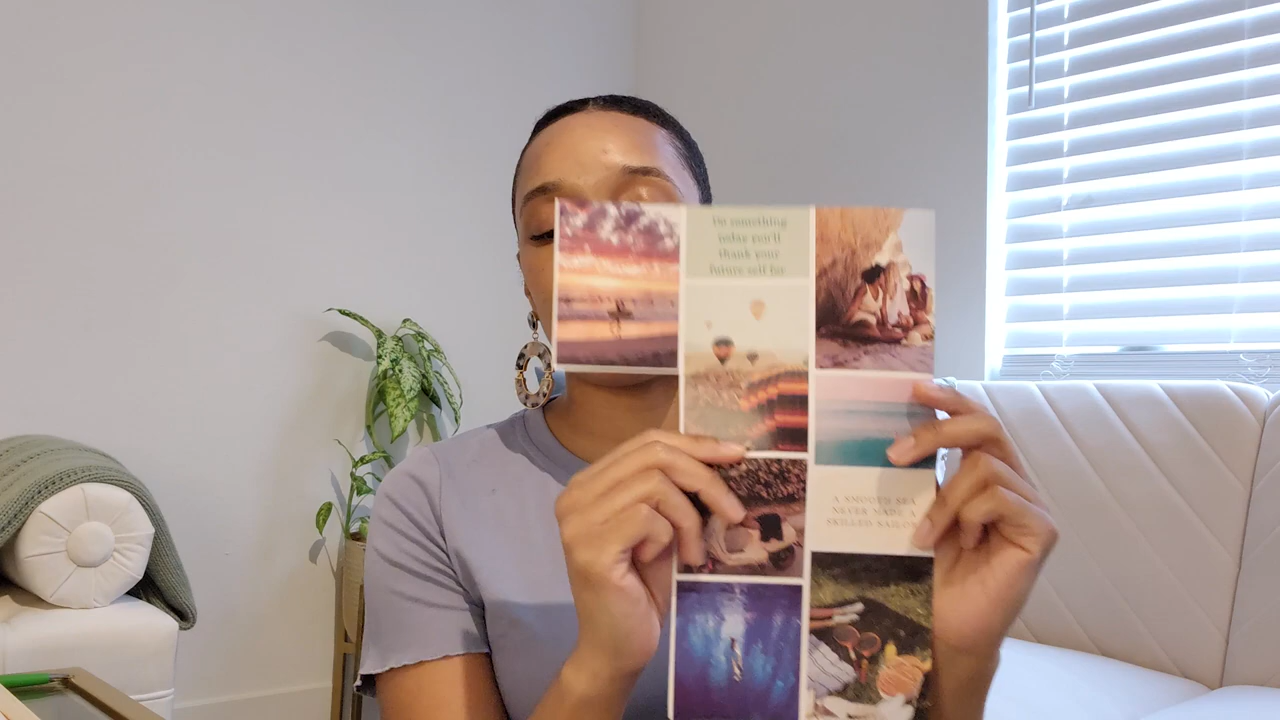 Do something
today you'll
thank your
future self for
A SMOOTH SEA
NEVER MADE A
SKILLED SAILOR